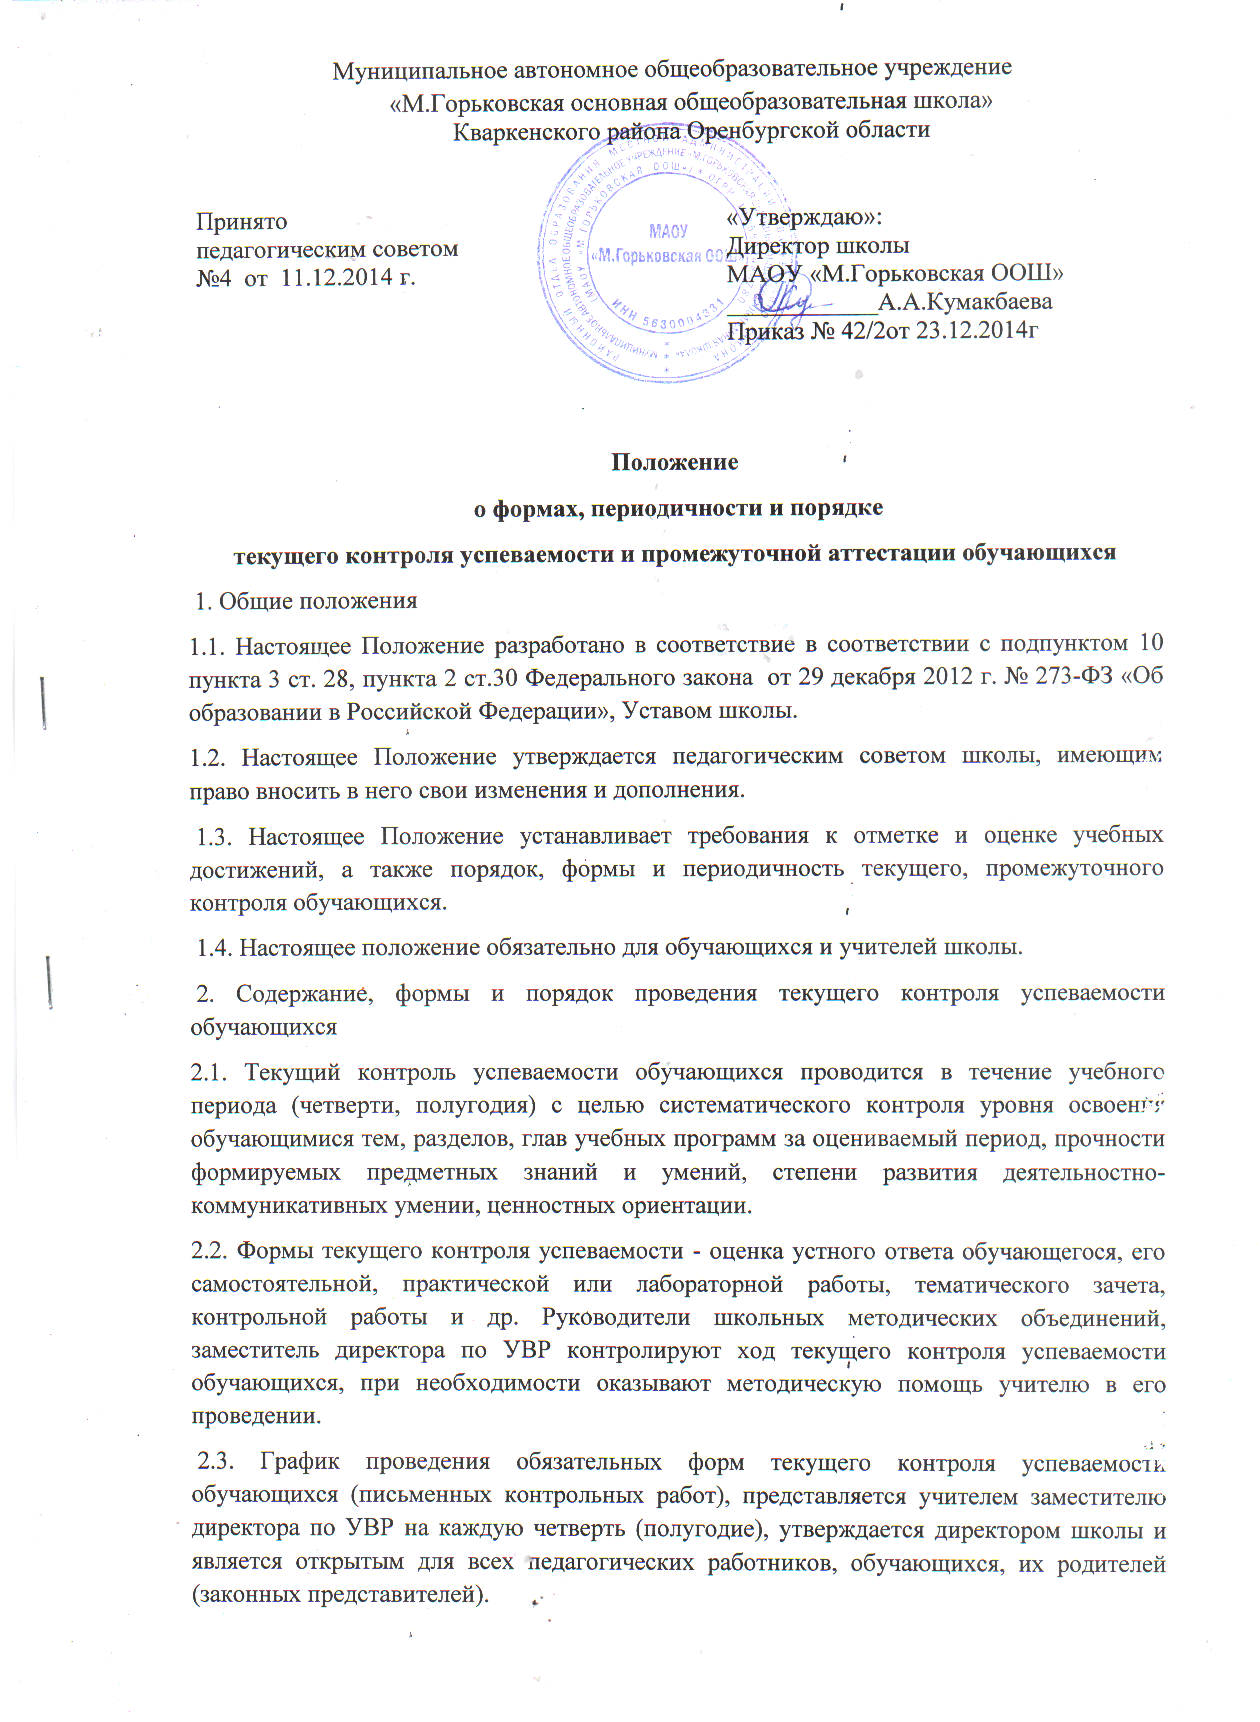 Муниципальное автономное общеобразовательное учреждение
«М.Горьковская основная общеобразовательная школа»
Кваркенского района Оренбургской области
Принято
педагогическим советом
№4  от  11.12.2014 г.
«Утверждаю»:
Директор школы
МАОУ «М.Горьковская ООШ»
____________А.А.Кумакбаева
Приказ № 42/2от 23.12.2014г
МАОУ
«М.Горьковская ООШ»
ИНН 5630004331
Положение
о формах, периодичности и порядке
текущего контроля успеваемости и промежуточной аттестации обучающихся
1. Общие положения
1.1. Настоящее Положение разработано в соответствие в соответствии с подпунктом 10
пункта 3 ст. 28, пункта 2 ст.30 Федерального закона  от 29 декабря 2012 г. № 273-ФЗ «Об
образовании в Российской Федерации», Уставом школы.
1.2. Настоящее Положение утверждается педагогическим советом школы, имеющим
право вносить в него свои изменения и дополнения.
1.3. Настоящее Положение устанавливает требования к отметке и оценке учебных
достижений, а также порядок, формы и периодичность текущего, промежуточного
контроля обучающихся.
1.4. Настоящее положение обязательно для обучающихся и учителей школы.
2. Содержание, формы и порядок проведения текущего контроля успеваемости
обучающихся
2.1. Текущий контроль успеваемости обучающихся проводится в течение учебного
периода (четверти, полугодия) с целью систематического контроля уровня освоения
обучающимися тем, разделов, глав учебных программ за оцениваемый период, прочности
формируемых предметных знаний и умений, степени развития деятельностно-
коммуникативных умении, ценностных ориентации.
2.2. Формы текущего контроля успеваемости - оценка устного ответа обучающегося, его
самостоятельной, практической или лабораторной работы, тематического зачета,
контрольной работы и др. Руководители школьных методических объединений,
заместитель директора по УВР контролируют ход текущего контроля успеваемости
обучающихся, при необходимости оказывают методическую помощь учителю в его
проведении.
2.3. График проведения обязательных форм текущего контроля успеваемости
обучающихся (письменных контрольных работ), представляется учителем заместителю
директора по УВР на каждую четверть (полугодие), утверждается директором школы и
является открытым для всех педагогических работников, обучающихся, их родителей
(законных представителей).